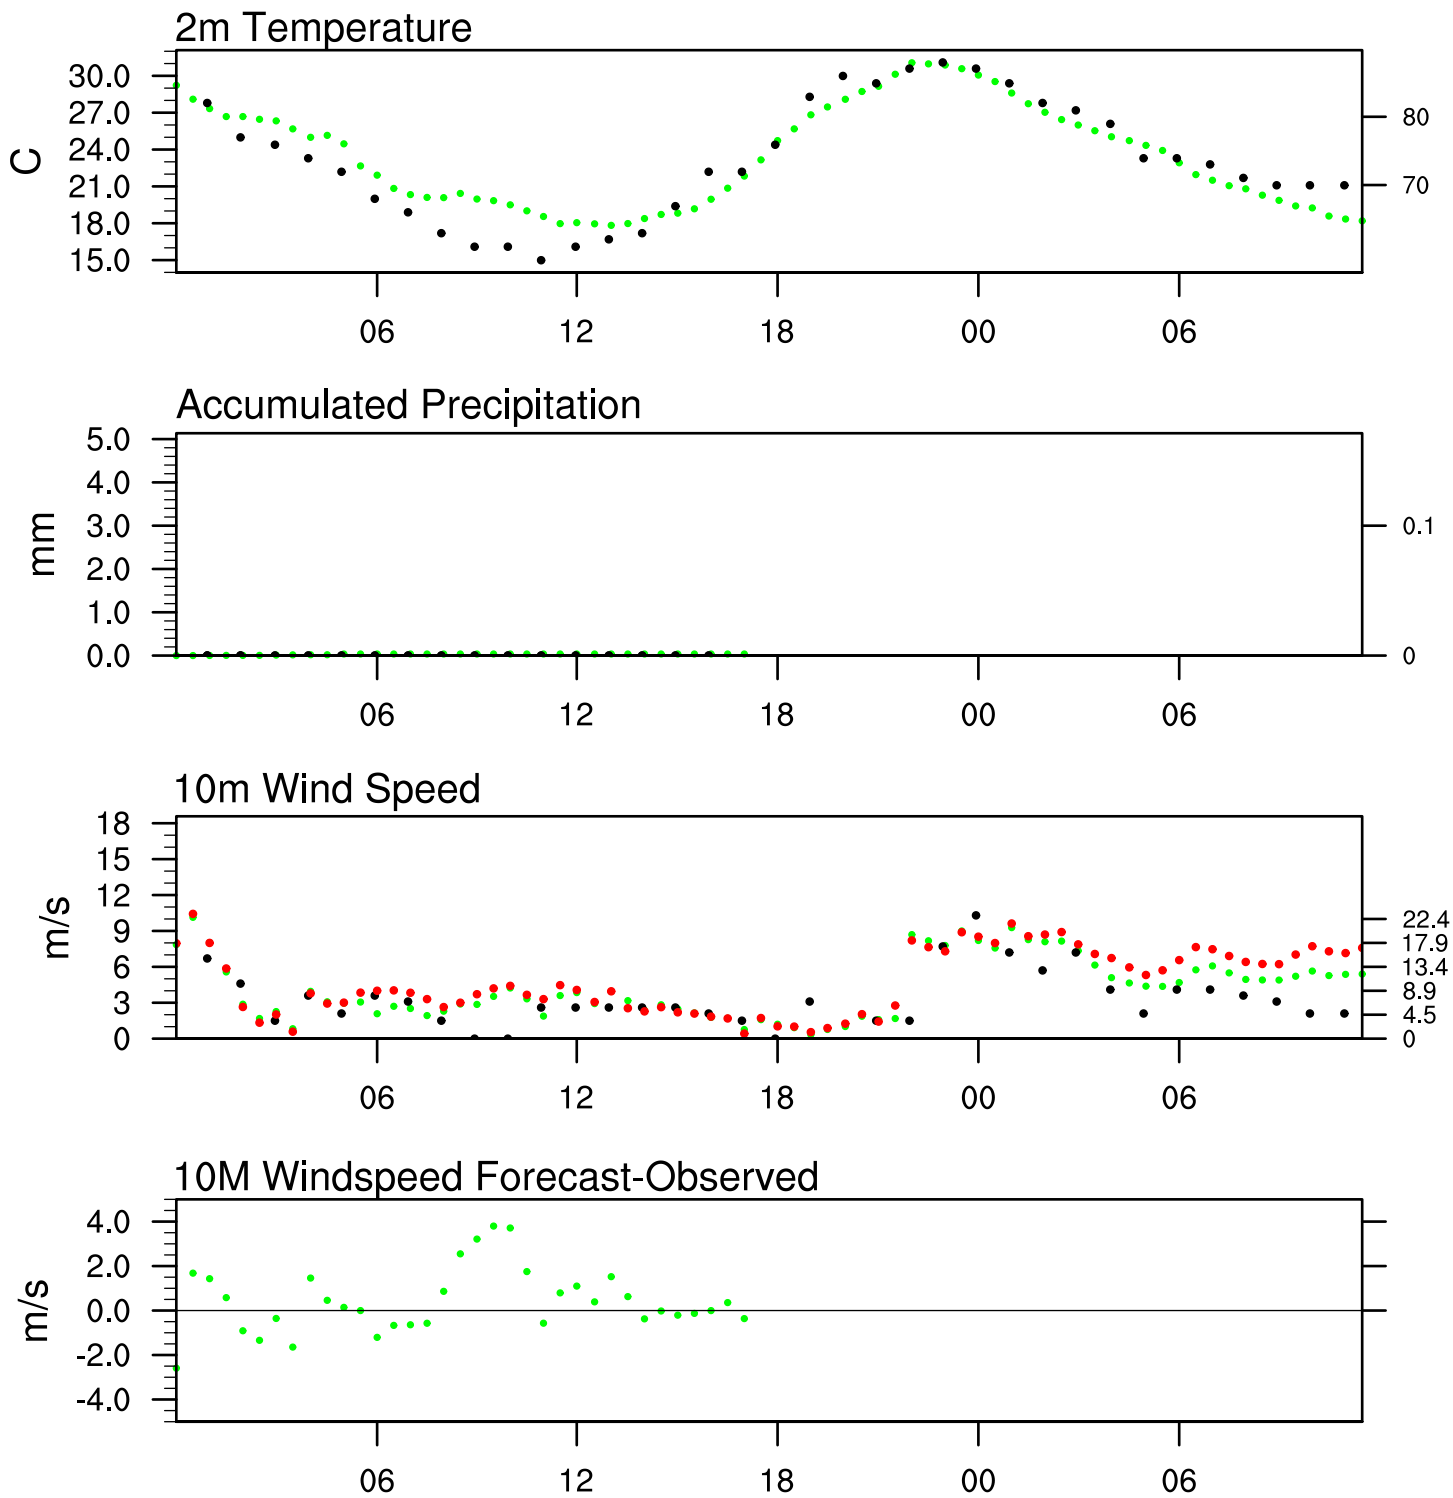 2m Temperature
30.0
27.0
24.0
21.0
18.0
15.0
C
80
70
06 12 18 00 06
Accumulated Precipitation
5.0
4.0
3.0
2.0
1.0
0.0
mm
0.1
0
06 12 18 00 06
10m Wind Speed
18
15
12
9
6
3
0
m/s
22.4
17.9
13.4
8.9
4.5
0
06 12 18 00 06
10M Windspeed Forecast-Observed
4.0
2.0
0.0
-2.0
-4.0
m/s
06 12 18 00 06